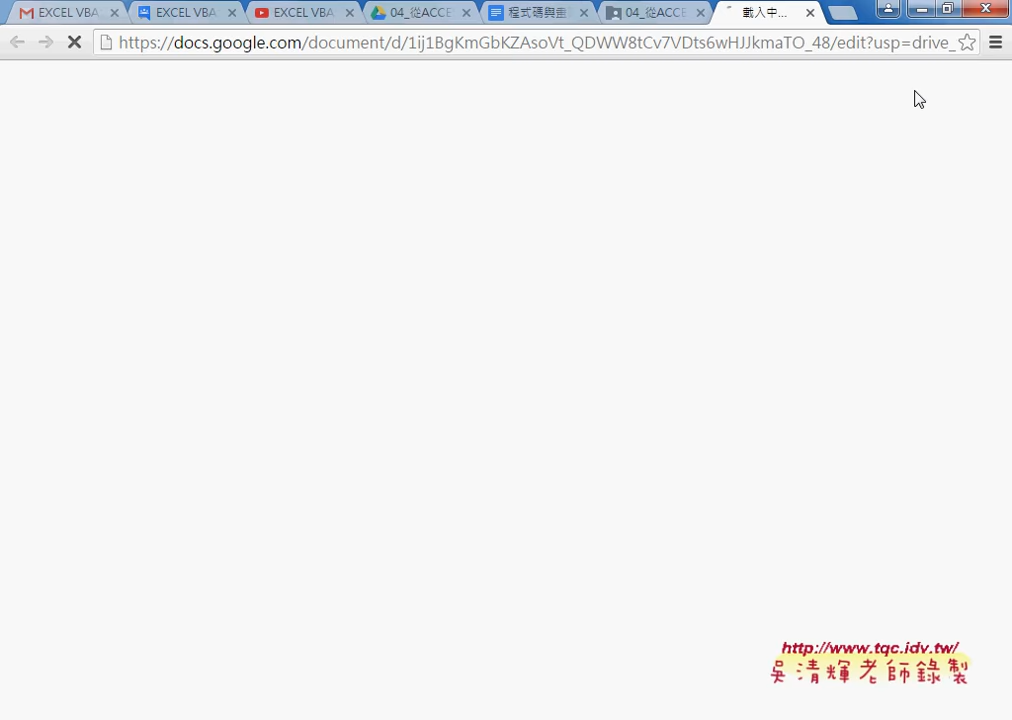 EXCEL VBA
EXCEL VBA
EXCEL VBA
04_從ACCE
程式碼與畫
04_從ACCE
載入中...
https://docs.google.com/document/d/1ij1BgKmGbKZAsoVt_QDWW8tCv7VDts6wHJJkmaTO_48/edit?usp=drive_
http://www.tqc.idv.tw/
吳清輝老師錄製